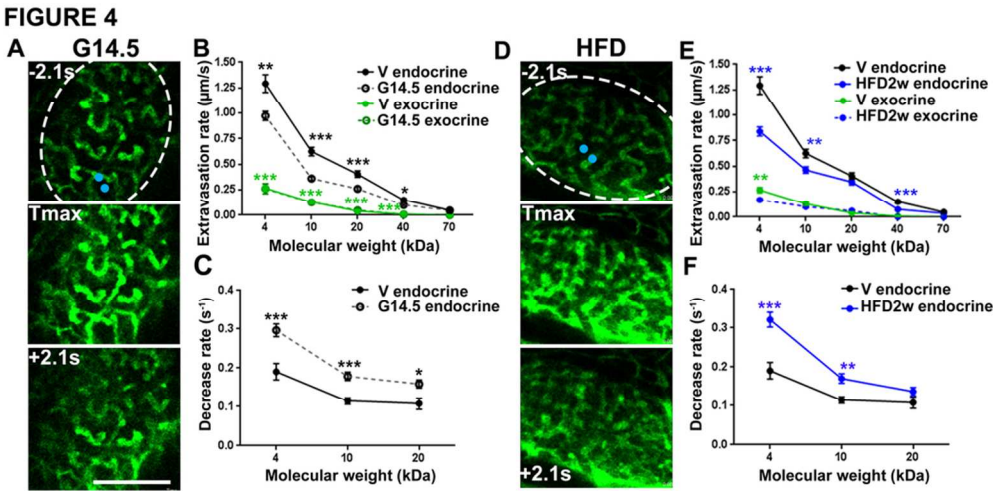 FIGURE 4
A
G14.5
-2.1s
Tmax
+2.1s
B
Extravasation rate (µm/s)
1.50
1.25
1.00
0.75
0.50
0.25
0.00
**
***
***
*
***
***
***
***
V endocrine
G14.5 endocrine
V exocrine
G14.5 exocrine
4 10 20 40 70
Molecular weight (kDa)
C
Decrease rate (s⁻¹)
0.4
0.3
0.2
0.1
0.0
***
***
*
V endocrine
G14.5 endocrine
4 10 20
Molecular weight (kDa)
D
HFD
-2.1s
Tmax
+2.1s
E
Extravasation rate (µm/s)
1.50
1.25
1.00
0.75
0.50
0.25
0.00
***
**
***
**
V endocrine
HFD2w endocrine
V exocrine
HFD2w exocrine
4 10 20 40 70
Molecular weight (kDa)
F
Decrease rate (s⁻¹)
0.4
0.3
0.2
0.1
0.0
***
**
V endocrine
HFD2w endocrine
4 10 20
Molecular weight (kDa)